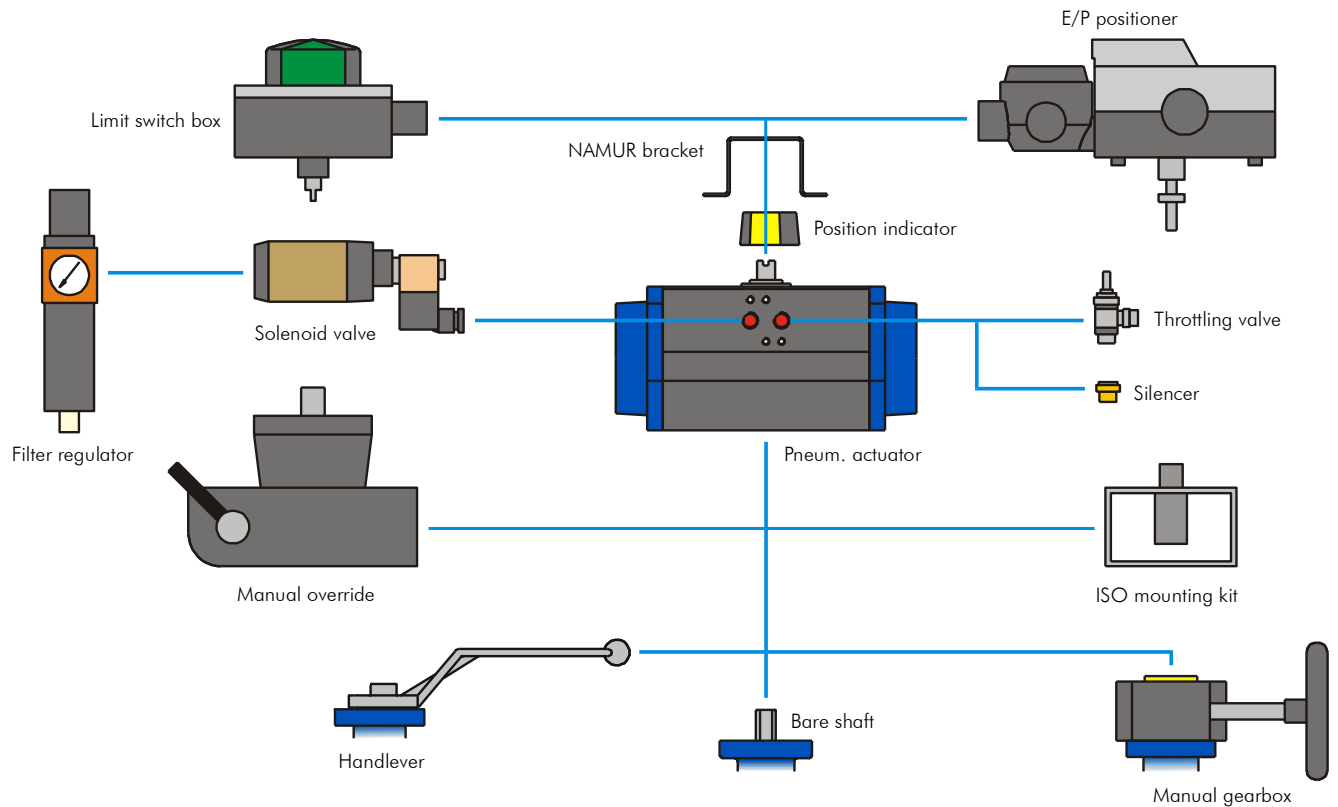 E/P positioner
Limit switch box
NAMUR bracket
Position indicator
Solenoid valve
Throttling valve
Silencer
Filter regulator
Pneum. actuator
Manual override
ISO mounting kit
Bare shaft
Handlever
Manual gearbox